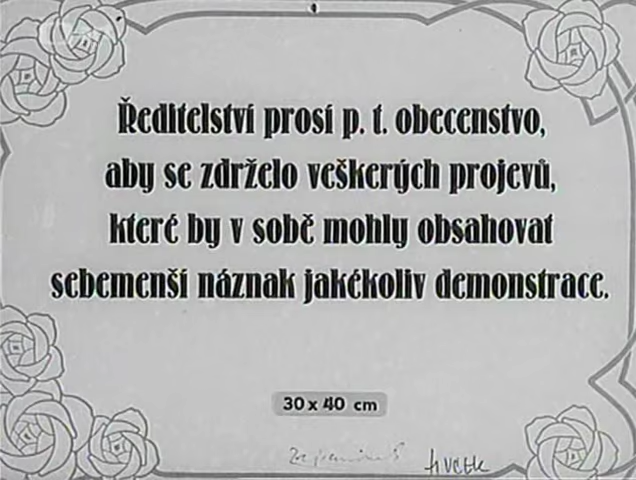 Ředitelství prosí p. t. obecenstvo,
aby se zdrželo veškerých projevů,
které by v sobě mohly obsahovat
sebemenší náznak jakékoliv demonstrace.
30 x 40 cm